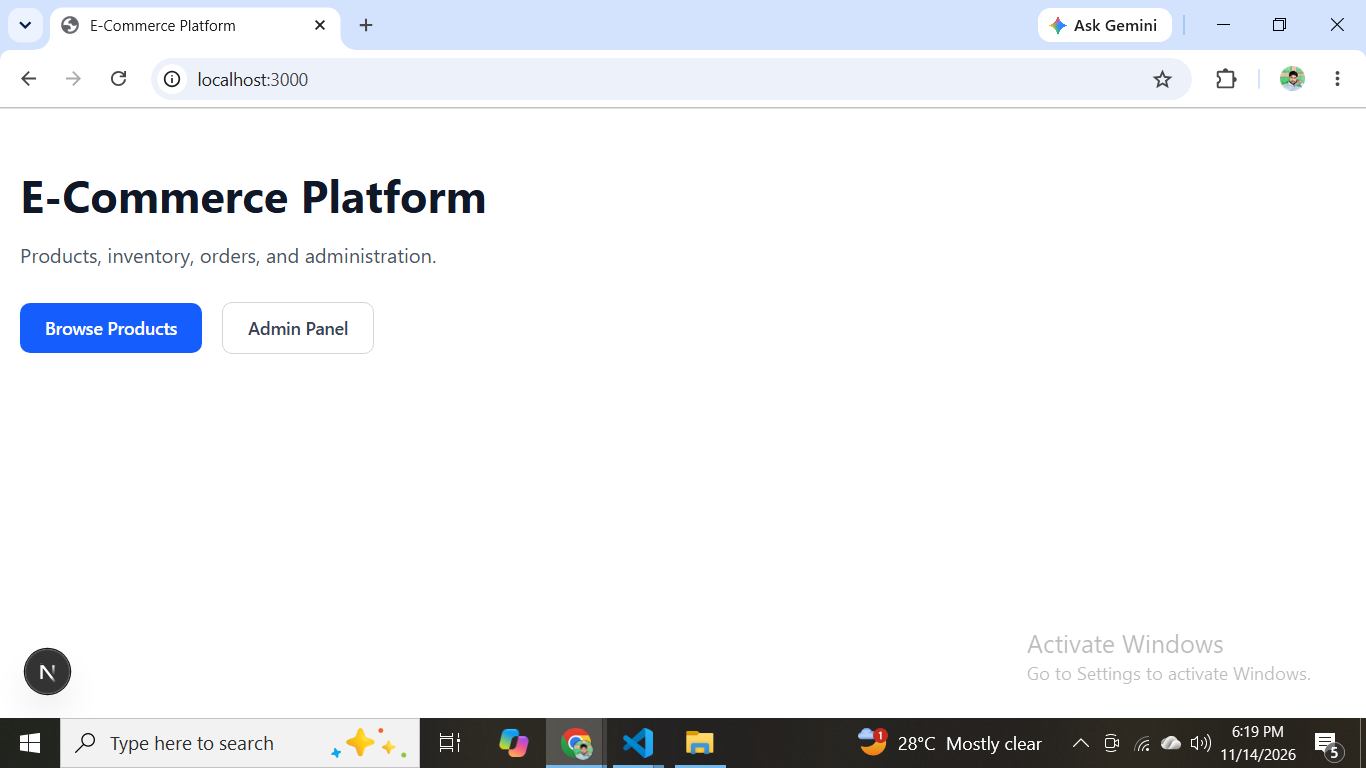 E-Commerce Platform
Ask Gemini
localhost:3000
E-Commerce Platform
Products, inventory, orders, and administration.
Browse Products
Admin Panel
N
Activate Windows
Go to Settings to activate Windows.
Type here to search
1
28°C Mostly clear
6:19 PM
11/14/2026
5